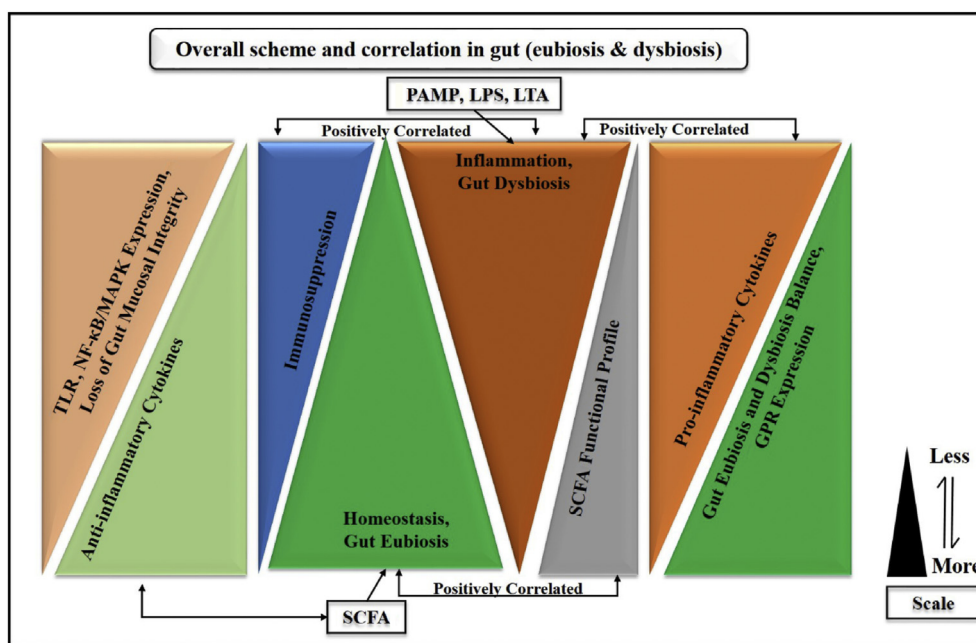 Overall scheme and correlation in gut (eubiosis & dysbiosis)
PAMP, LPS, LTA
Positively Correlated
Positively Correlated
TLR, NF-κB/MAPK Expression,
Loss of Gut Mucosal Integrity
Anti-inflammatory Cytokines
Immunosuppression
Homeostasis,
Gut Eubiosis
Inflammation,
Gut Dysbiosis
SCFA Functional Profile
Pro-inflammatory Cytokines
Gut Eubiosis and Dysbiosis Balance,
GPR Expression
Positively Correlated
SCFA
Less
More
Scale